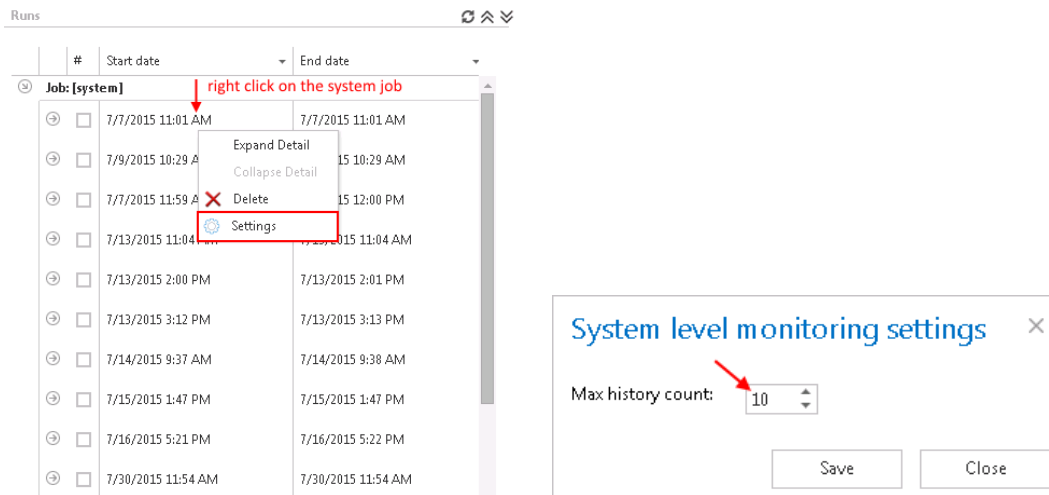 Runs
# Start date End date
Job: [system] right click on the system job
7/7/2015 11:01 AM 7/7/2015 11:01 AM
Expand Detail
7/9/2015 10:29 A 15 10:29 AM
Collapse Detail
7/7/2015 11:59 A Delete 15 12:00 PM
Settings
7/13/2015 11:04 11:04 AM
7/13/2015 2:00 PM 7/13/2015 2:01 PM
7/13/2015 3:12 PM 7/13/2015 3:13 PM
7/14/2015 9:37 AM 7/14/2015 9:38 AM
7/15/2015 1:47 PM 7/15/2015 1:47 PM
7/16/2015 5:21 PM 7/16/2015 5:22 PM
7/30/2015 11:54 AM 7/30/2015 11:54 AM
System level monitoring settings
Max history count: 10
Save Close